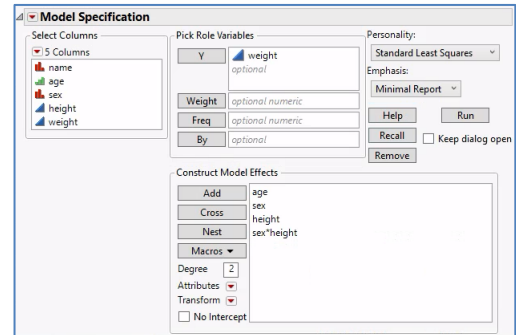 Model Specification
Select Columns
5 Columns
name
age
sex
height
weight
Pick Role Variables
Y
weight
optional
Weight
optional numeric
Freq
optional numeric
By
optional
Personality:
Standard Least Squares
Emphasis:
Minimal Report
Help
Run
Recall
Keep dialog open
Remove
Construct Model Effects
Add
Cross
Nest
Macros
Degree 2
Attributes
Transform
No Intercept
age
sex
height
sex*height